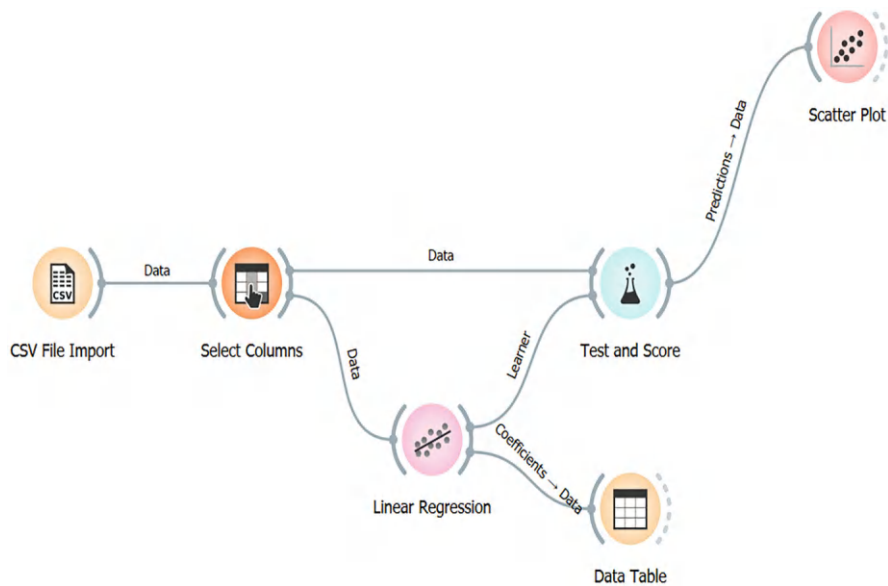 Scatter Plot
Predictions → Data
Data
Data
CSV
CSV File Import
Select Columns
Test and Score
Data
Learner
Linear Regression
Coefficients → Data
Data Table